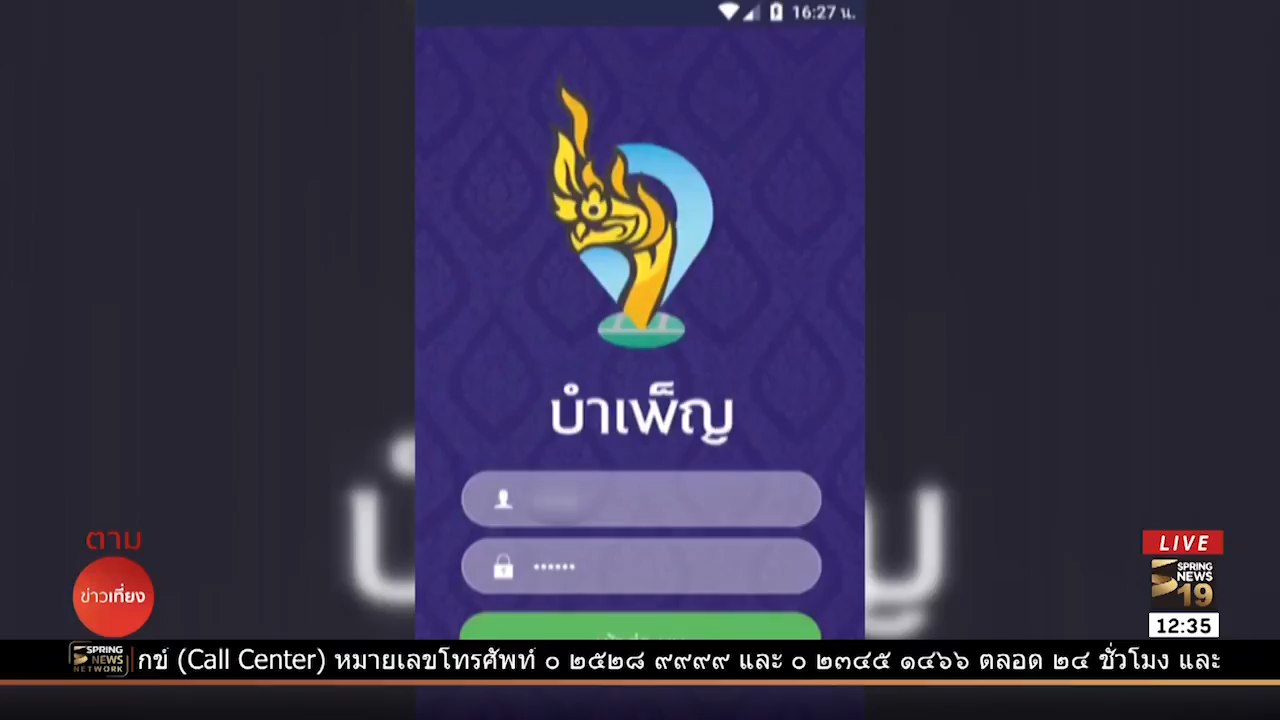 16:27 น.
บำเพ็ญ
••••••
ตาม
ข่าวเที่ยง
LIVE
SPRING
NEWS
19
12:35
SPRING
NEWS
NETWORK
กข์ (Call Center) หมายเลขโทรศัพท์ ๐ ๒๕๒๘ ๙๙๙๙ และ ๐ ๒๓๔๕ ๑๔๖๖ ตลอด ๒๔ ชั่วโมง และ